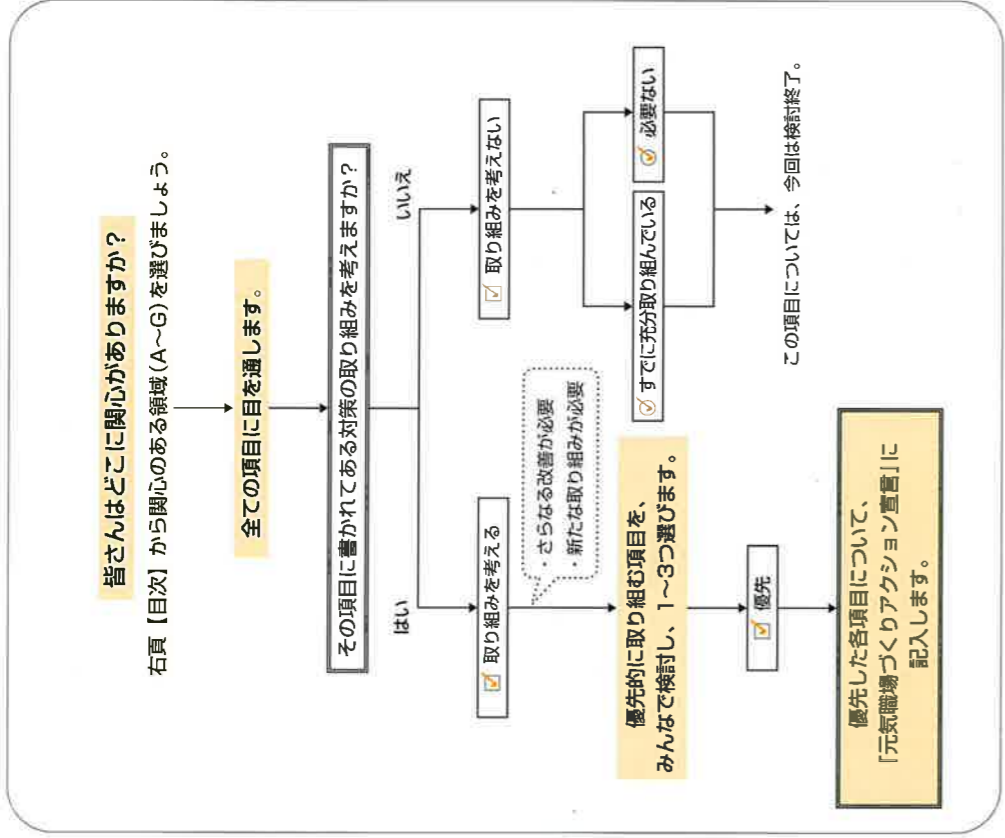 皆さんはどこに関心がありますか?
右頁【目次】から関心のある領域(A〜G)を選びましょう。
全ての項目に目を通します。
その項目に書かれてある対策の取り組みを考えますか?
はい
いいえ
取り組みを考える
・さらなる改善が必要
・新たな取り組みが必要
優先的に取り組む項目を、
みんなで検討し、1〜3つ選びます。
優先
優先した各項目について、
『元気職場づくりアクション宣言』に
記入します。
取り組みを考えない
すでに充分取り組んでいる
必要ない
この項目については、今回は検討終了。